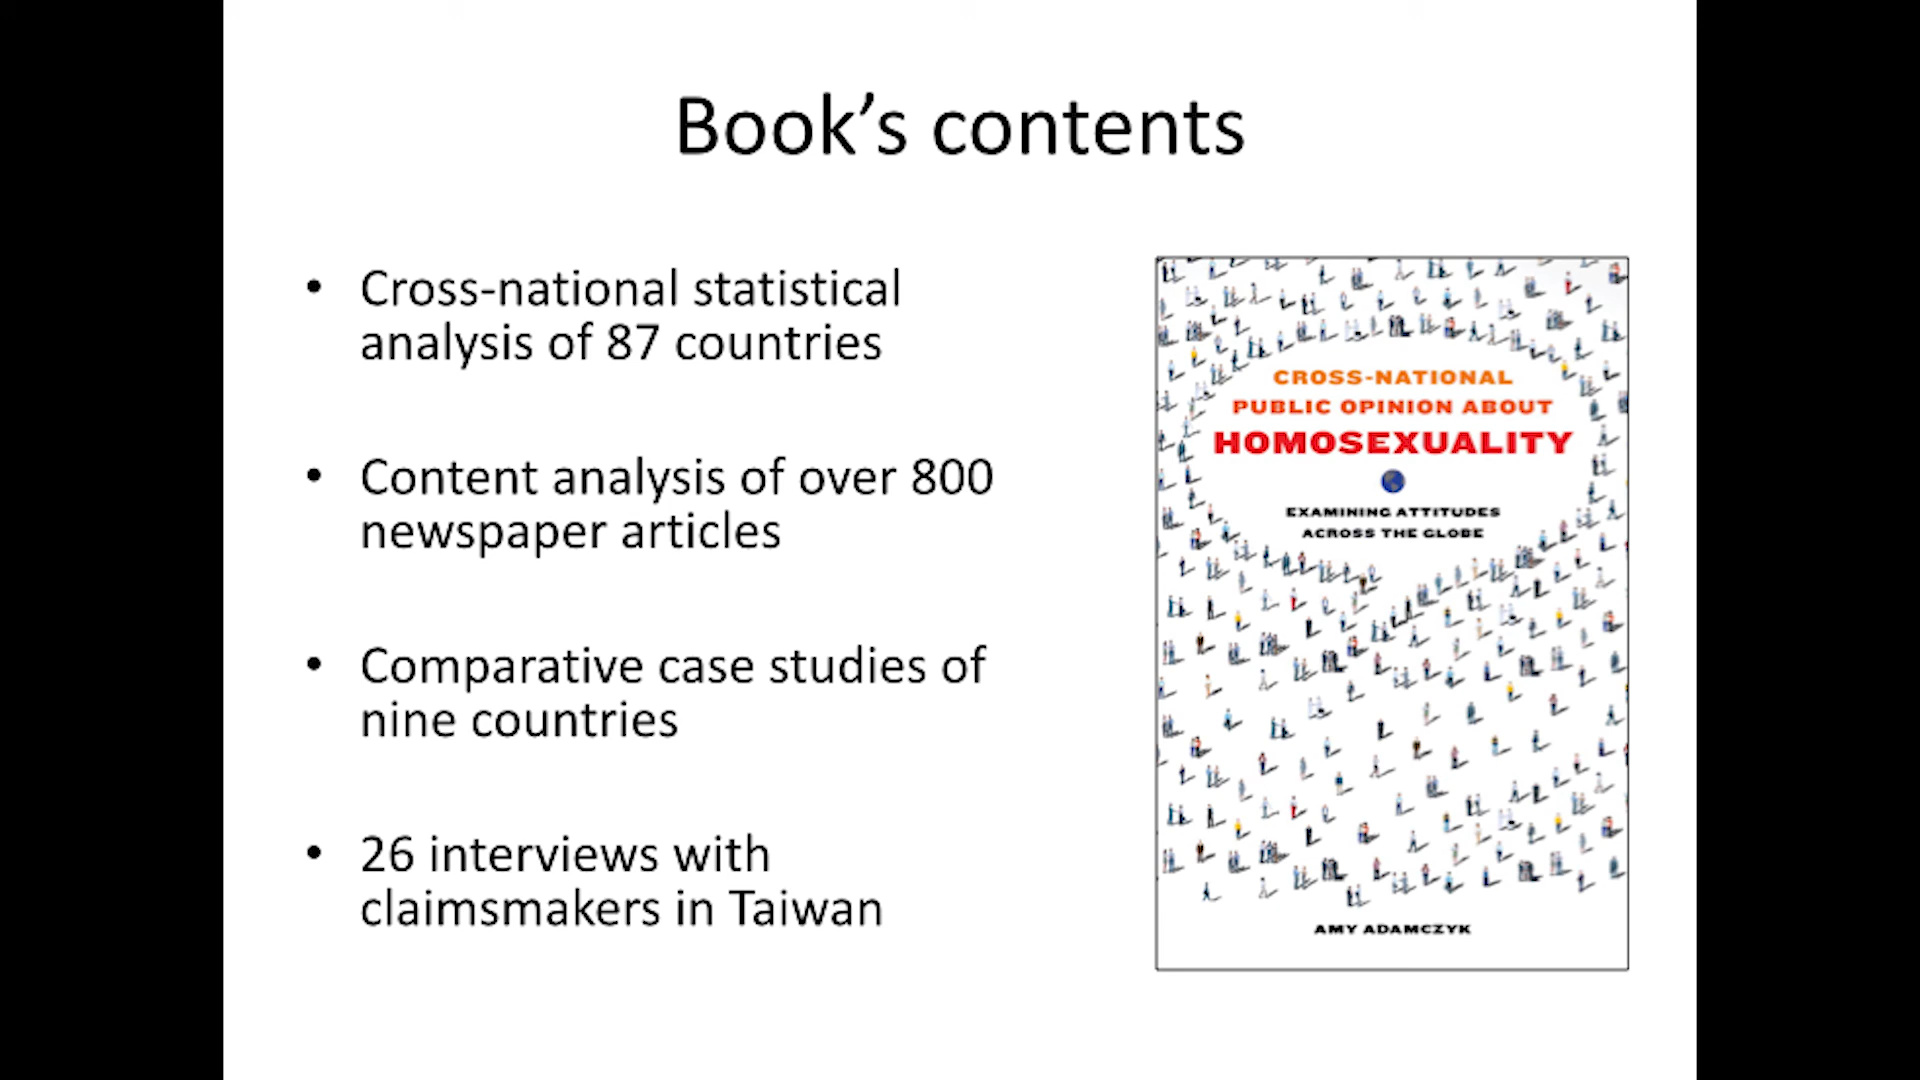 Book’s contents
• Cross-national statistical
analysis of 87 countries
• Content analysis of over 800
newspaper articles
• Comparative case studies of
nine countries
• 26 interviews with
claimsmakers in Taiwan
CROSS-NATIONAL
PUBLIC OPINION ABOUT
HOMOSEXUALITY
EXAMINING ATTITUDES
ACROSS THE GLOBE
AMY ADAMCZYK